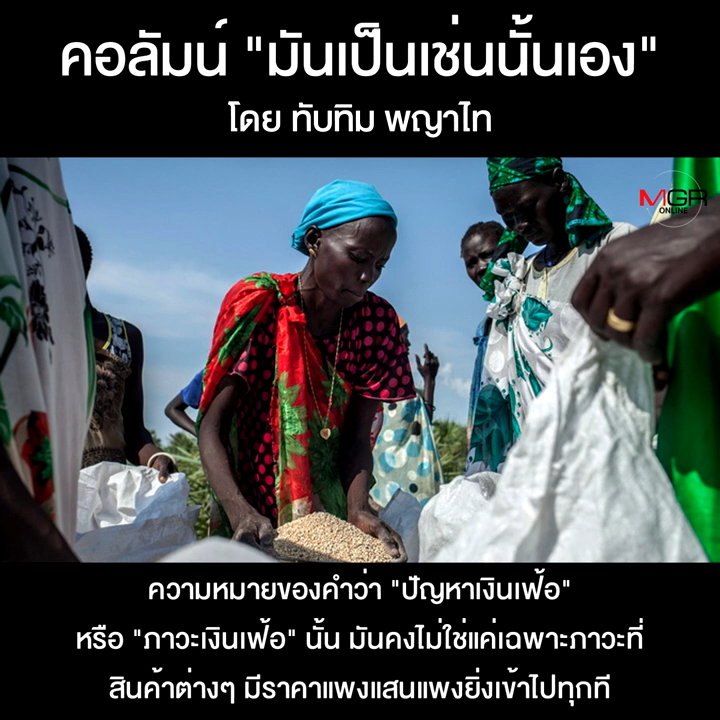 คอลัมน์ "มันเป็นเช่นนั้นเอง"
โดย ทับทิม พญาไท
MGR
ONLINE
ความหมายของคำว่า "ปัญหาเงินเฟ้อ"
หรือ "ภาวะเงินเฟ้อ" นั้น มันคงไม่ใช่แค่เฉพาะภาวะที่
สินค้าต่างๆ มีราคาแพงแสนแพงยิ่งเข้าไปทุกที